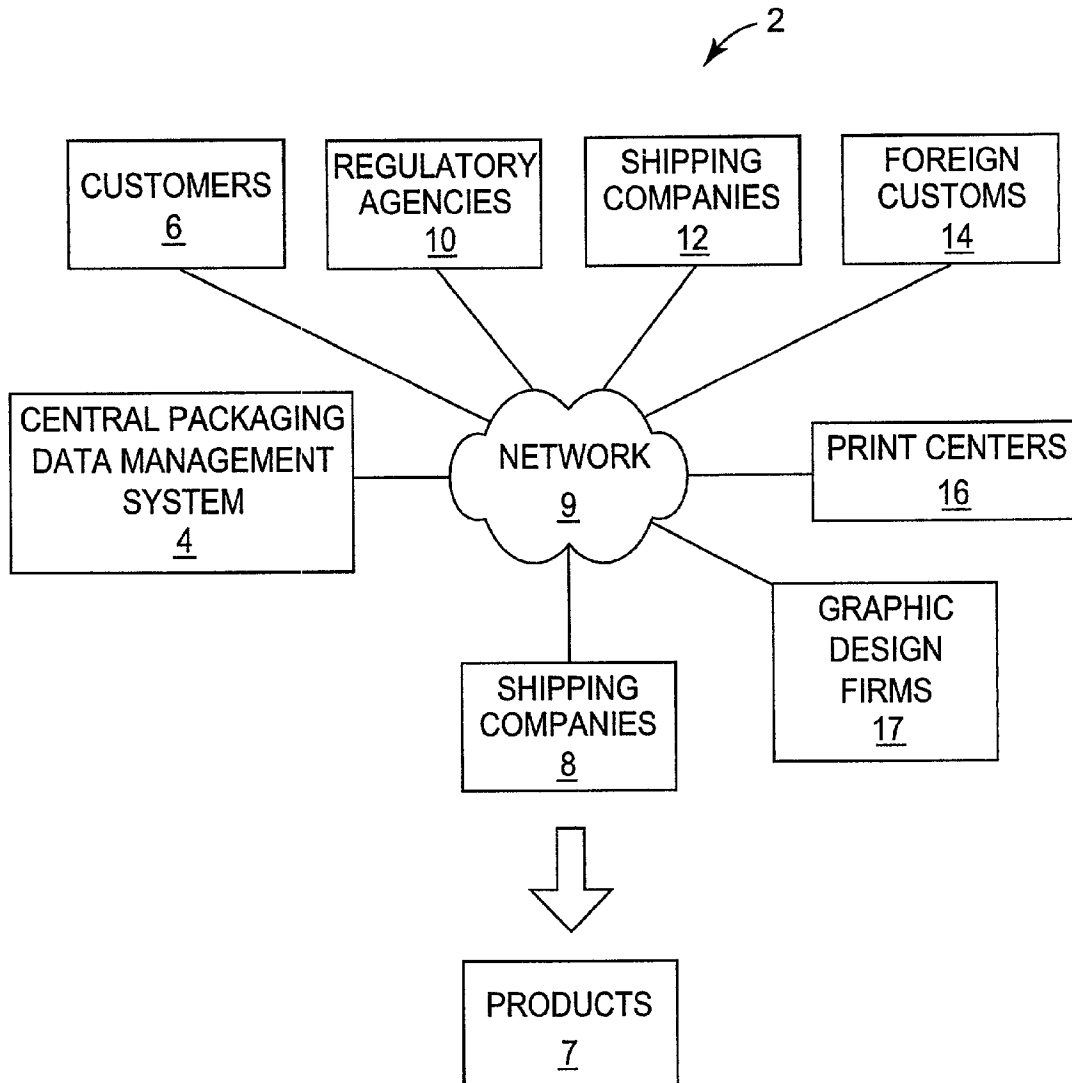 2
CUSTOMERS
6
REGULATORY
AGENCIES
10
SHIPPING
COMPANIES
12
FOREIGN
CUSTOMS
14
CENTRAL PACKAGING
DATA MANAGEMENT
SYSTEM
4
NETWORK
9
PRINT CENTERS
16
GRAPHIC
DESIGN
FIRMS
17
SHIPPING
COMPANIES
8
PRODUCTS
7